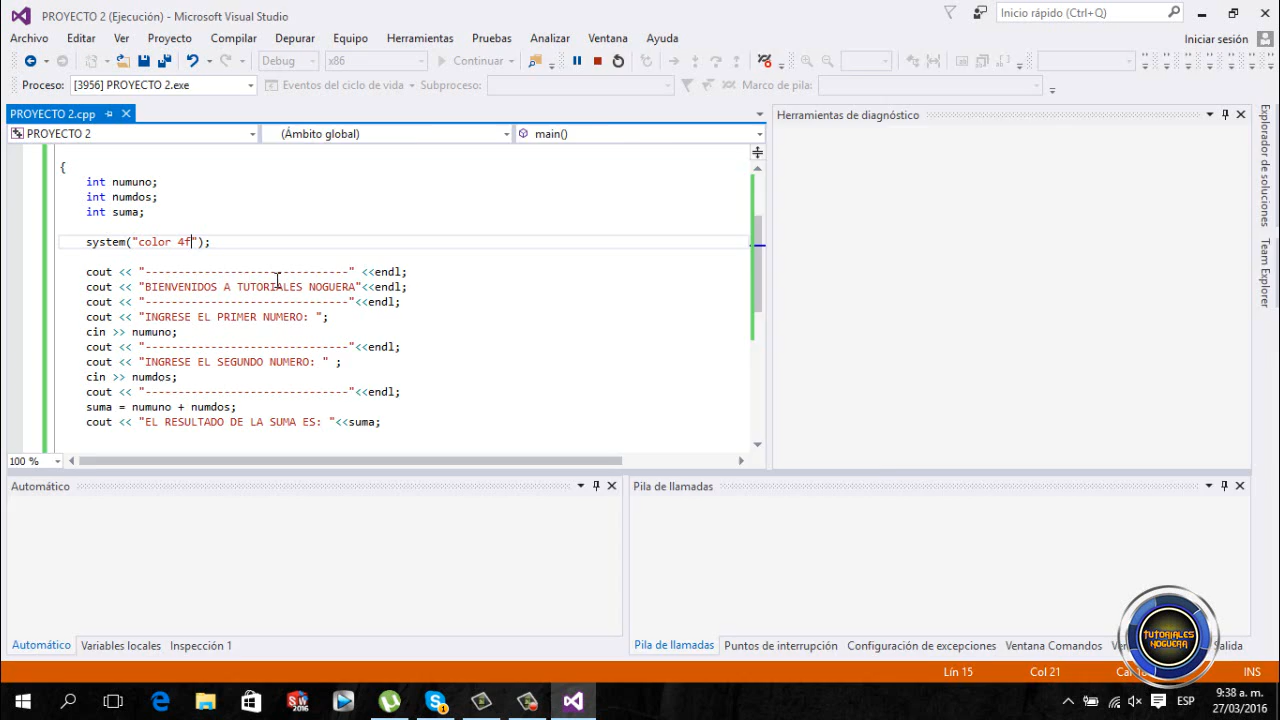 PROYECTO 2 (Ejecución) - Microsoft Visual Studio
Inicio rápido (Ctrl+Q)
Archivo Editar Ver Proyecto Compilar Depurar Equipo Herramientas Pruebas Analizar Ventana Ayuda
Iniciar sesión
Debug x86 Continuar
Proceso: [3956] PROYECTO 2.exe Eventos del ciclo de vida Subproceso: Marco de pila:
PROYECTO 2.cpp
PROYECTO 2 (Ámbito global) main()
{
int numuno;
int numdos;
int suma;
system("color 4f");
cout << "-------------------------------" <<endl;
cout << "BIENVENIDOS A TUTORIALES NOGUERA"<<endl;
cout << "-------------------------------"<<endl;
cout << "INGRESE EL PRIMER NUMERO: ";
cin >> numuno;
cout << "-------------------------------"<<endl;
cout << "INGRESE EL SEGUNDO NUMERO: " ;
cin >> numdos;
cout << "-------------------------------"<<endl;
suma = numuno + numdos;
cout << "EL RESULTADO DE LA SUMA ES: "<<suma;
100 %
Herramientas de diagnóstico
Explorador de soluciones
Team Explorer
Automático
Automático Variables locales Inspección 1
Pila de llamadas
Pila de llamadas Puntos de interrupción Configuración de excepciones Ventana Comandos Salida
TUTORIALES
NOGUERA
Lín 15 Col 21 INS
SW
2016
ESP
9:38 a.m.
27/03/2016